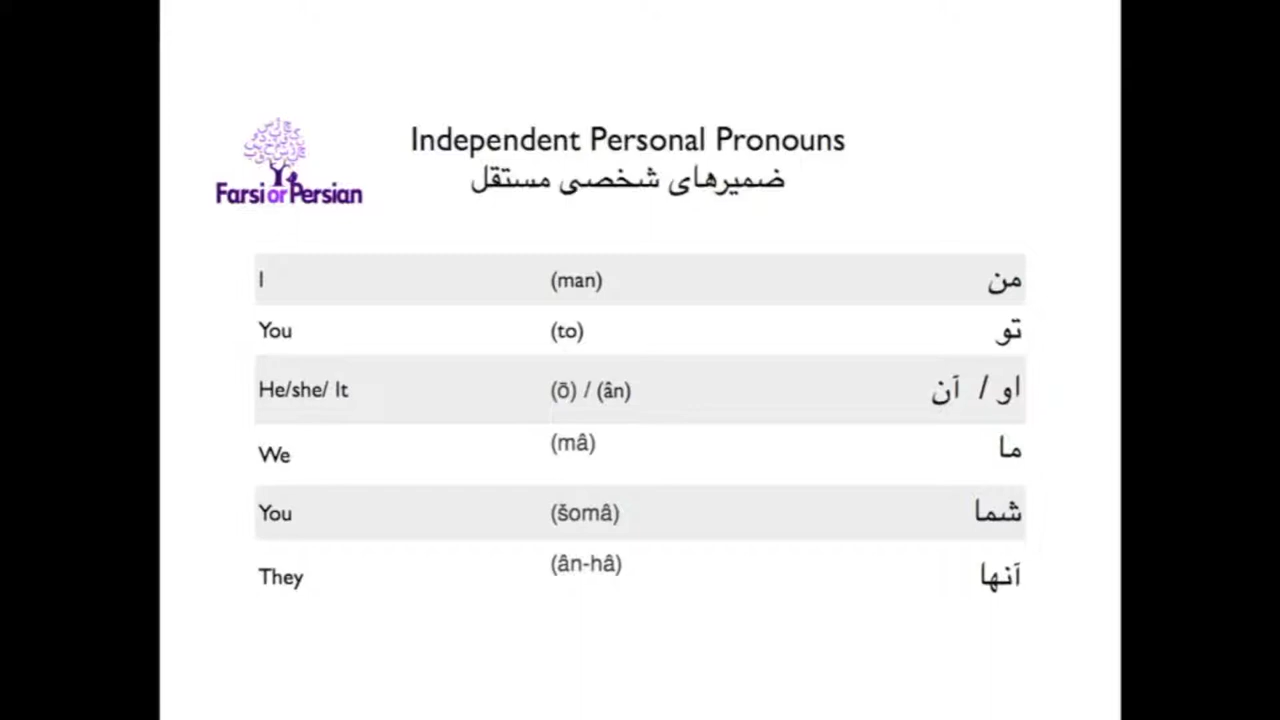 Independent Personal Pronouns
ضمیرهای شخصی مستقل
Farsi or Persian
I (man) من
You (to) تو
He/she/ It (õ) / (ân) او / آن
We (mâ) ما
You (šomâ) شما
They (ân-hâ) آنها